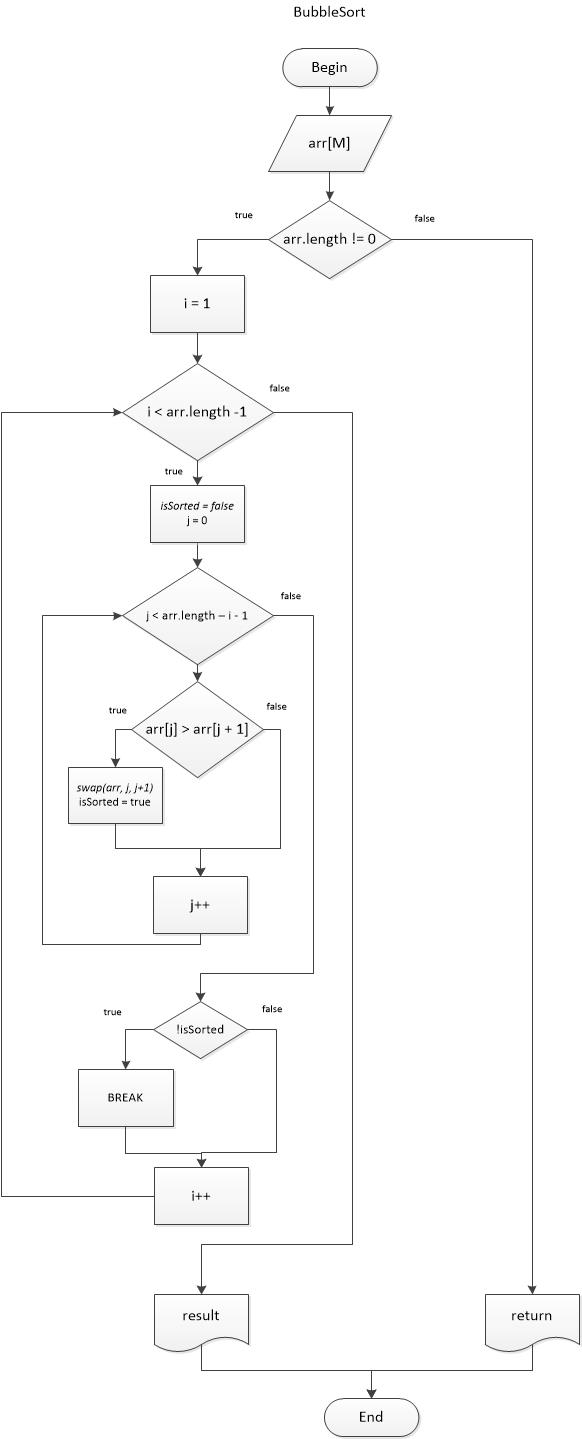 BubbleSort
Begin
arr[M]
true
false
arr.length != 0
i = 1
false
i < arr.length -1
true
isSorted = false
j = 0
false
j < arr.length – i - 1
true
false
arr[j] > arr[j + 1]
swap(arr, j, j+1)
isSorted = true
j++
true
false
!isSorted
BREAK
i++
result
return
End